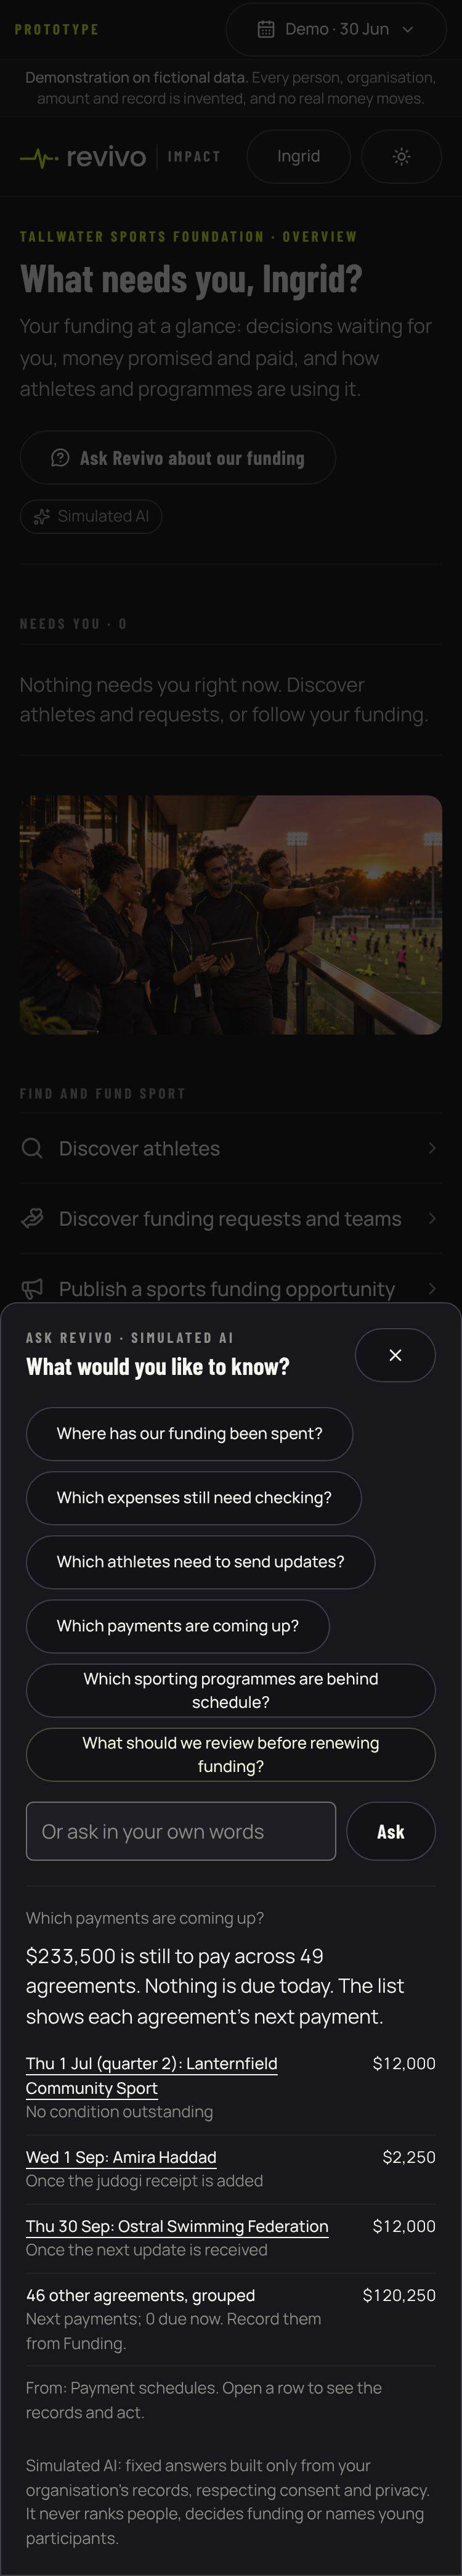 PROTOTYPE
Demo · 30 Jun
Demonstration on fictional data. Every person, organisation,
amount and record is invented, and no real money moves.
revivo IMPACT
Ingrid
TALLWATER SPORTS FOUNDATION · OVERVIEW
What needs you, Ingrid?
Your funding at a glance: decisions waiting for
you, money promised and paid, and how
athletes and programmes are using it.
Ask Revivo about our funding
Simulated AI
NEEDS YOU · 0
Nothing needs you right now. Discover
athletes and requests, or follow your funding.
FIND AND FUND SPORT
Discover athletes
Discover funding requests and teams
Publish a sports funding opportunity
ASK REVIVO · SIMULATED AI
What would you like to know?
Where has our funding been spent?
Which expenses still need checking?
Which athletes need to send updates?
Which payments are coming up?
Which sporting programmes are behind
schedule?
What should we review before renewing
funding?
Or ask in your own words
Ask
Which payments are coming up?
$233,500 is still to pay across 49
agreements. Nothing is due today. The list
shows each agreement's next payment.
Thu 1 Jul (quarter 2): Lanternfield
Community Sport
$12,000
No condition outstanding
Wed 1 Sep: Amira Haddad
$2,250
Once the judogi receipt is added
Thu 30 Sep: Ostral Swimming Federation
$12,000
Once the next update is received
46 other agreements, grouped
$120,250
Next payments; 0 due now. Record them
from Funding.
From: Payment schedules. Open a row to see the
records and act.
Simulated AI: fixed answers built only from your
organisation's records, respecting consent and privacy.
It never ranks people, decides funding or names young
participants.